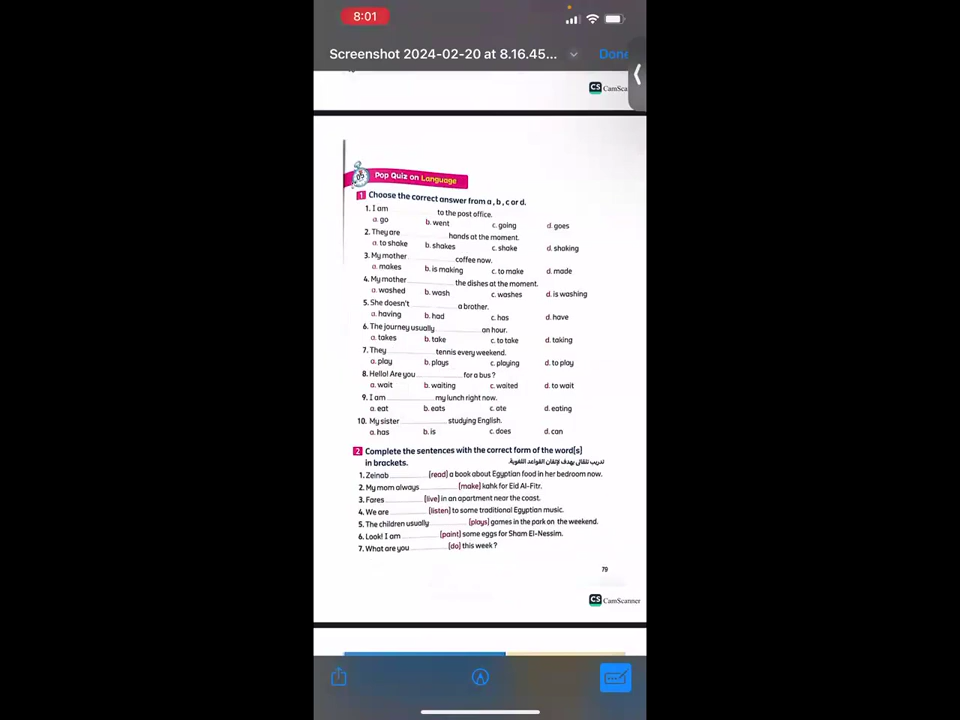 8:01
Screenshot 2024-02-20 at 8.16.45...
Done
CS CamSca
Pop Quiz on Language
1 Choose the correct answer from a, b, c or d.
1. I am to the post office.
a. go b. went c. going d. goes
2. They are hands at the moment.
a. to shake b. shakes c. shake d. shaking
3. My mother coffee now.
a. makes b. is making c. to make d. made
4. My mother the dishes at the moment.
a. washed b. wash c. washes d. is washing
5. She doesn't a brother.
a. having b. had c. has d. have
6. The journey usually an hour.
a. takes b. take c. to take d. taking
7. They tennis every weekend.
a. play b. plays c. playing d. to play
8. Hello! Are you for a bus?
a. wait b. waiting c. waited d. to wait
9. I am my lunch right now.
a. eat b. eats c. ate d. eating
10. My sister studying English.
a. has b. is c. does d. can
2 Complete the sentences with the correct form of the word[s]
in brackets. تدريب تلقائي بهدف لإتقان القواعد اللغوية.
1. Zeinab [read] a book about Egyptian food in her bedroom now.
2. My mom always [make] kahk for Eid Al-Fitr.
3. Fares [live] in an apartment near the coast.
4. We are [listen] to some traditional Egyptian music.
5. The children usually [plays] games in the park on the weekend.
6. Look! I am [paint] some eggs for Sham El-Nessim.
7. What are you [do] this week?
79
CS CamScanner